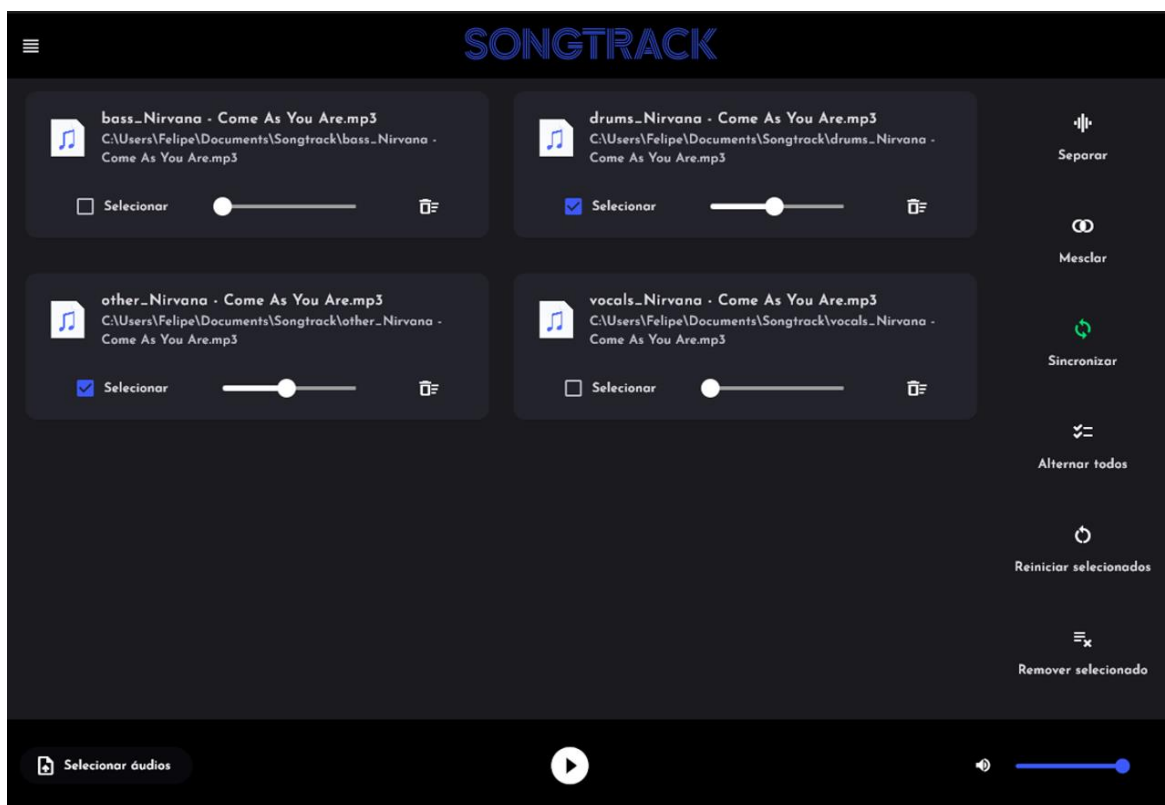 SONGTRACK
bass_Nirvana - Come As You Are.mp3
C:\Users\Felipe\Documents\Songtrack\bass_Nirvana -
Come As You Are.mp3
Selecionar
drums_Nirvana - Come As You Are.mp3
C:\Users\Felipe\Documents\Songtrack\drums_Nirvana -
Come As You Are.mp3
Selecionar
other_Nirvana - Come As You Are.mp3
C:\Users\Felipe\Documents\Songtrack\other_Nirvana -
Come As You Are.mp3
Selecionar
vocals_Nirvana - Come As You Are.mp3
C:\Users\Felipe\Documents\Songtrack\vocals_Nirvana -
Come As You Are.mp3
Selecionar
Separar
Mesclar
Sincronizar
Alternar todos
Reiniciar selecionados
Remover selecionado
Selecionar áudios